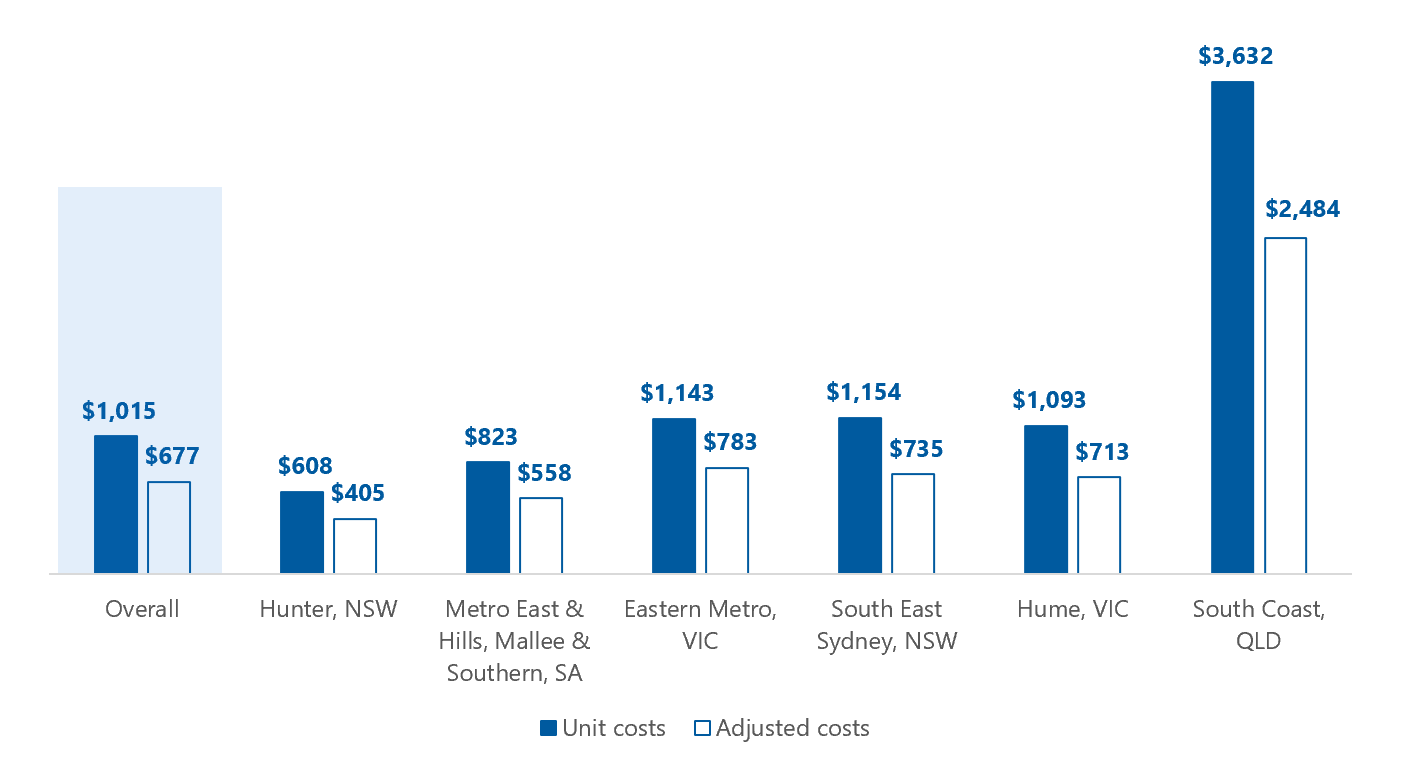 $3,632
$2,484
$1,015
$677
$608
$405
$823
$558
$1,143
$783
$1,154
$735
$1,093
$713
Overall
Hunter, NSW
Metro East &
Hills, Mallee &
Southern, SA
Eastern Metro,
VIC
South East
Sydney, NSW
Hume, VIC
South Coast,
QLD
Unit costs
Adjusted costs